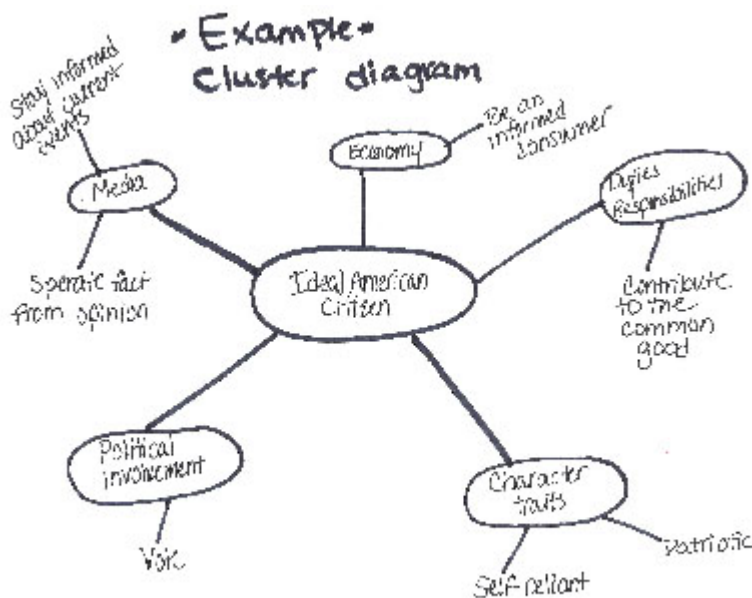 • Example •
Cluster diagram
Stay informed
about current
events
Media
Sperate fact
from opinion
Economy
Be an
informed
consumer
Duties
Responsibilities
Contribute
to the
common
good
Ideal American
Citizen
Political
involvement
Vote
Character
traits
Self reliant
Patriotic